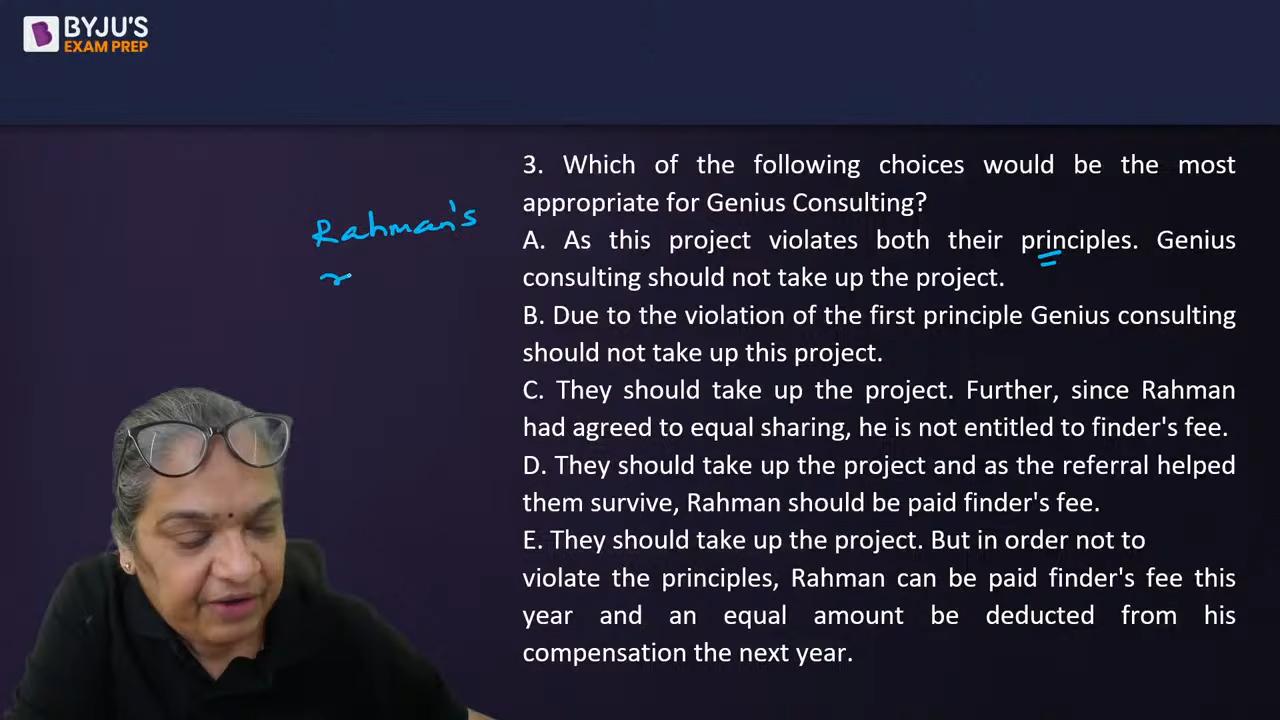 BYJU'S
EXAM PREP
3. Which of the following choices would be the most
appropriate for Genius Consulting?
A. As this project violates both their principles. Genius
consulting should not take up the project.
B. Due to the violation of the first principle Genius consulting
should not take up this project.
C. They should take up the project. Further, since Rahman
had agreed to equal sharing, he is not entitled to finder's fee.
D. They should take up the project and as the referral helped
them survive, Rahman should be paid finder's fee.
E. They should take up the project. But in order not to
violate the principles, Rahman can be paid finder's fee this
year and an equal amount be deducted from his
compensation the next year.
Rahman's